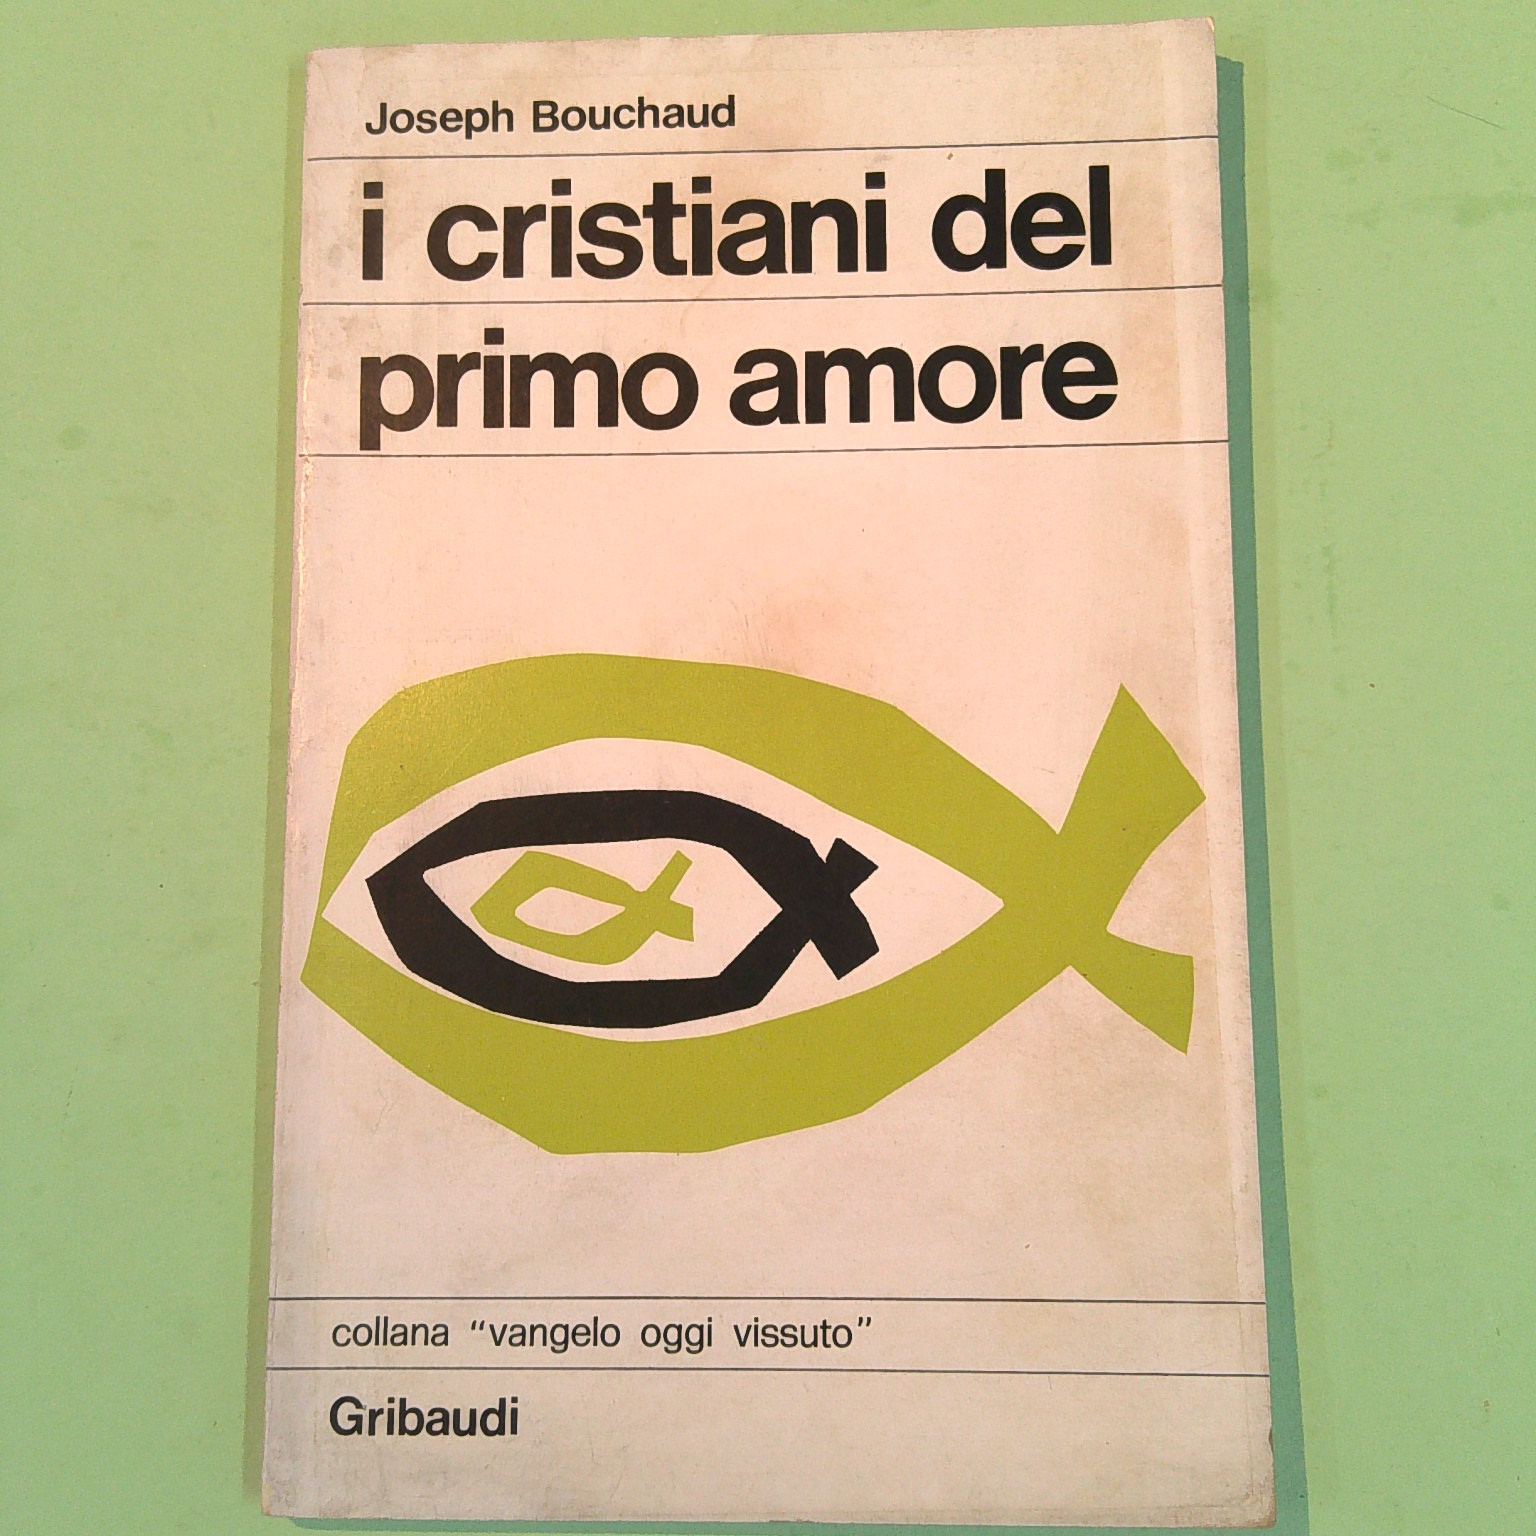 Joseph Bouchaud
i cristiani del
primo amore
collana “vangelo oggi vissuto”
Gribaudi